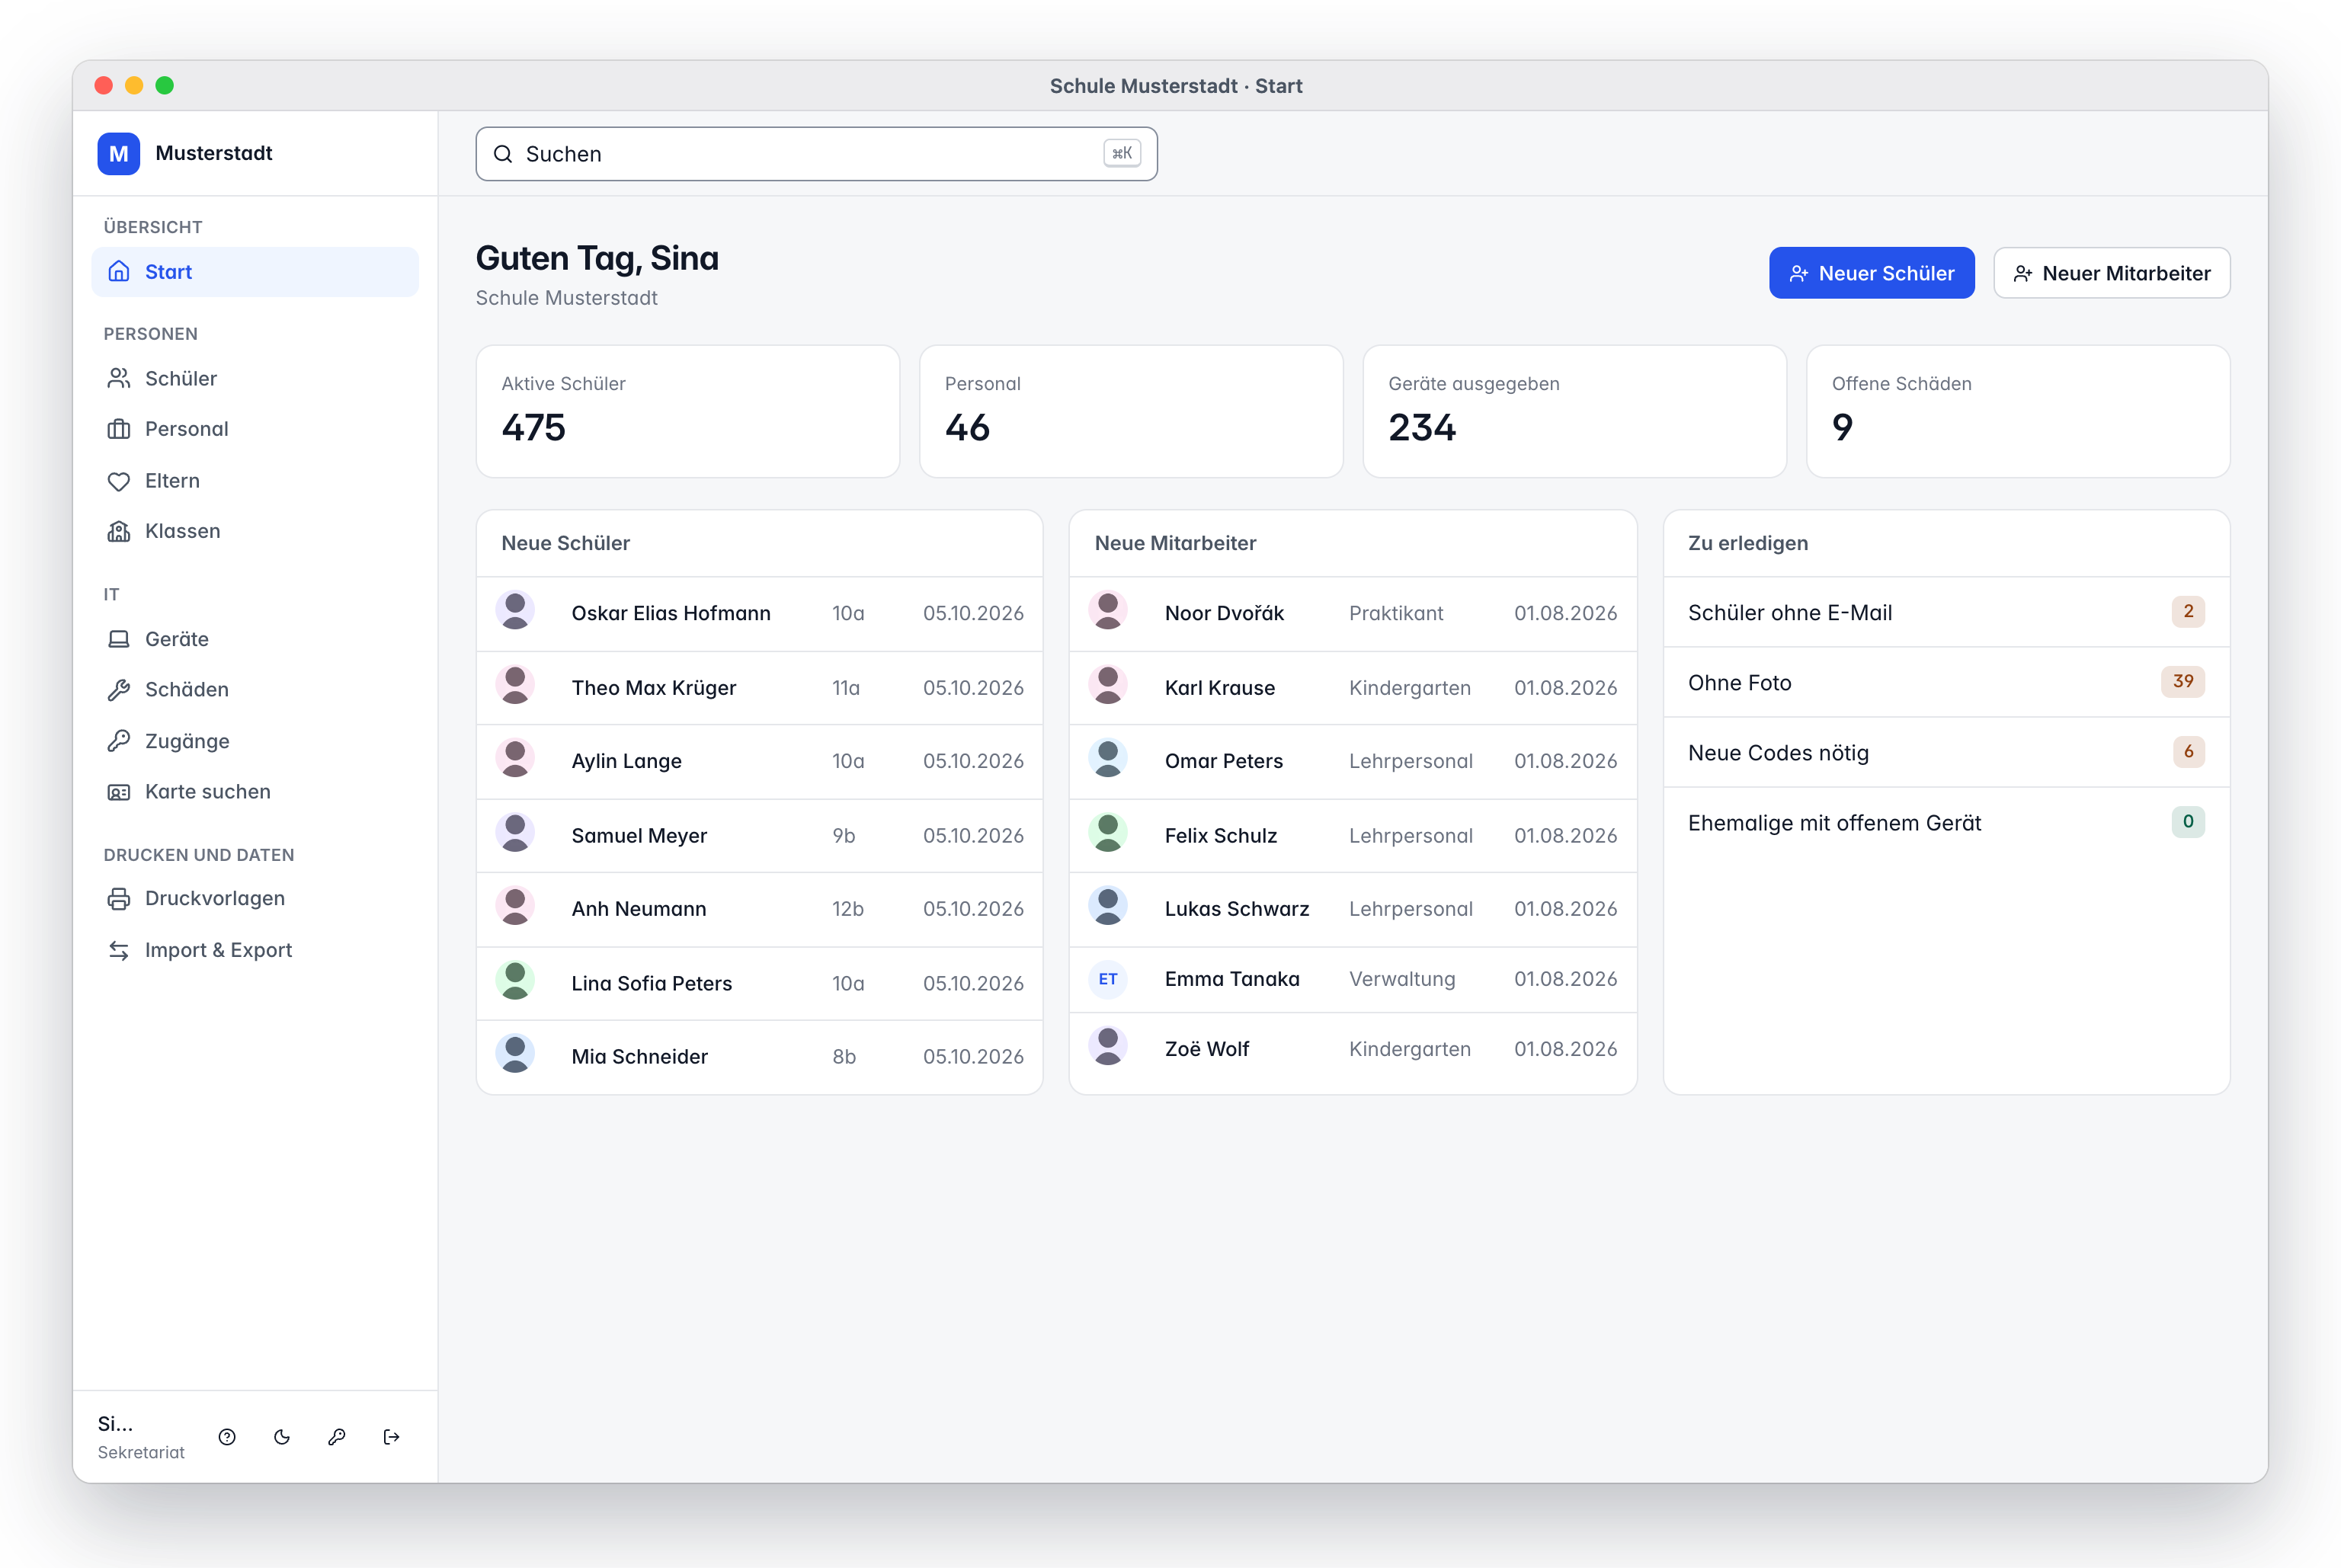 Schule Musterstadt · Start
M Musterstadt
Suchen ⌘K
ÜBERSICHT
Start
PERSONEN
Schüler
Personal
Eltern
Klassen
IT
Geräte
Schäden
Zugänge
Karte suchen
DRUCKEN UND DATEN
Druckvorlagen
Import & Export
Si...
Sekretariat
Guten Tag, Sina
Schule Musterstadt
Neuer Schüler
Neuer Mitarbeiter
Aktive Schüler
475
Personal
46
Geräte ausgegeben
234
Offene Schäden
9
Neue Schüler
Oskar Elias Hofmann 10a 05.10.2026
Theo Max Krüger 11a 05.10.2026
Aylin Lange 10a 05.10.2026
Samuel Meyer 9b 05.10.2026
Anh Neumann 12b 05.10.2026
Lina Sofia Peters 10a 05.10.2026
Mia Schneider 8b 05.10.2026
Neue Mitarbeiter
Noor Dvořák Praktikant 01.08.2026
Karl Krause Kindergarten 01.08.2026
Omar Peters Lehrpersonal 01.08.2026
Felix Schulz Lehrpersonal 01.08.2026
Lukas Schwarz Lehrpersonal 01.08.2026
ET Emma Tanaka Verwaltung 01.08.2026
Zoë Wolf Kindergarten 01.08.2026
Zu erledigen
Schüler ohne E-Mail 2
Ohne Foto 39
Neue Codes nötig 6
Ehemalige mit offenem Gerät 0